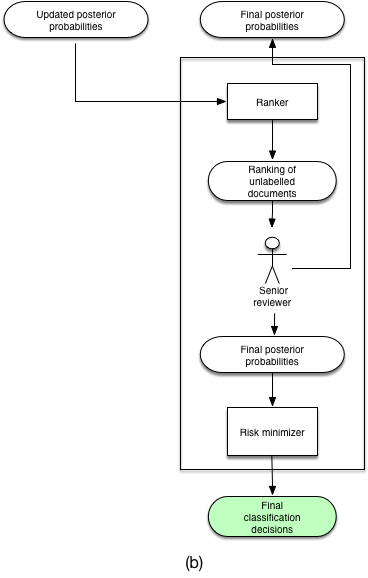 Updated posterior
probabilities
Final posterior
probabilities
Ranker
Ranking of
unlabelled
documents
Senior
reviewer
Final posterior
probabilities
Risk minimizer
Final
classification
decisions
(b)